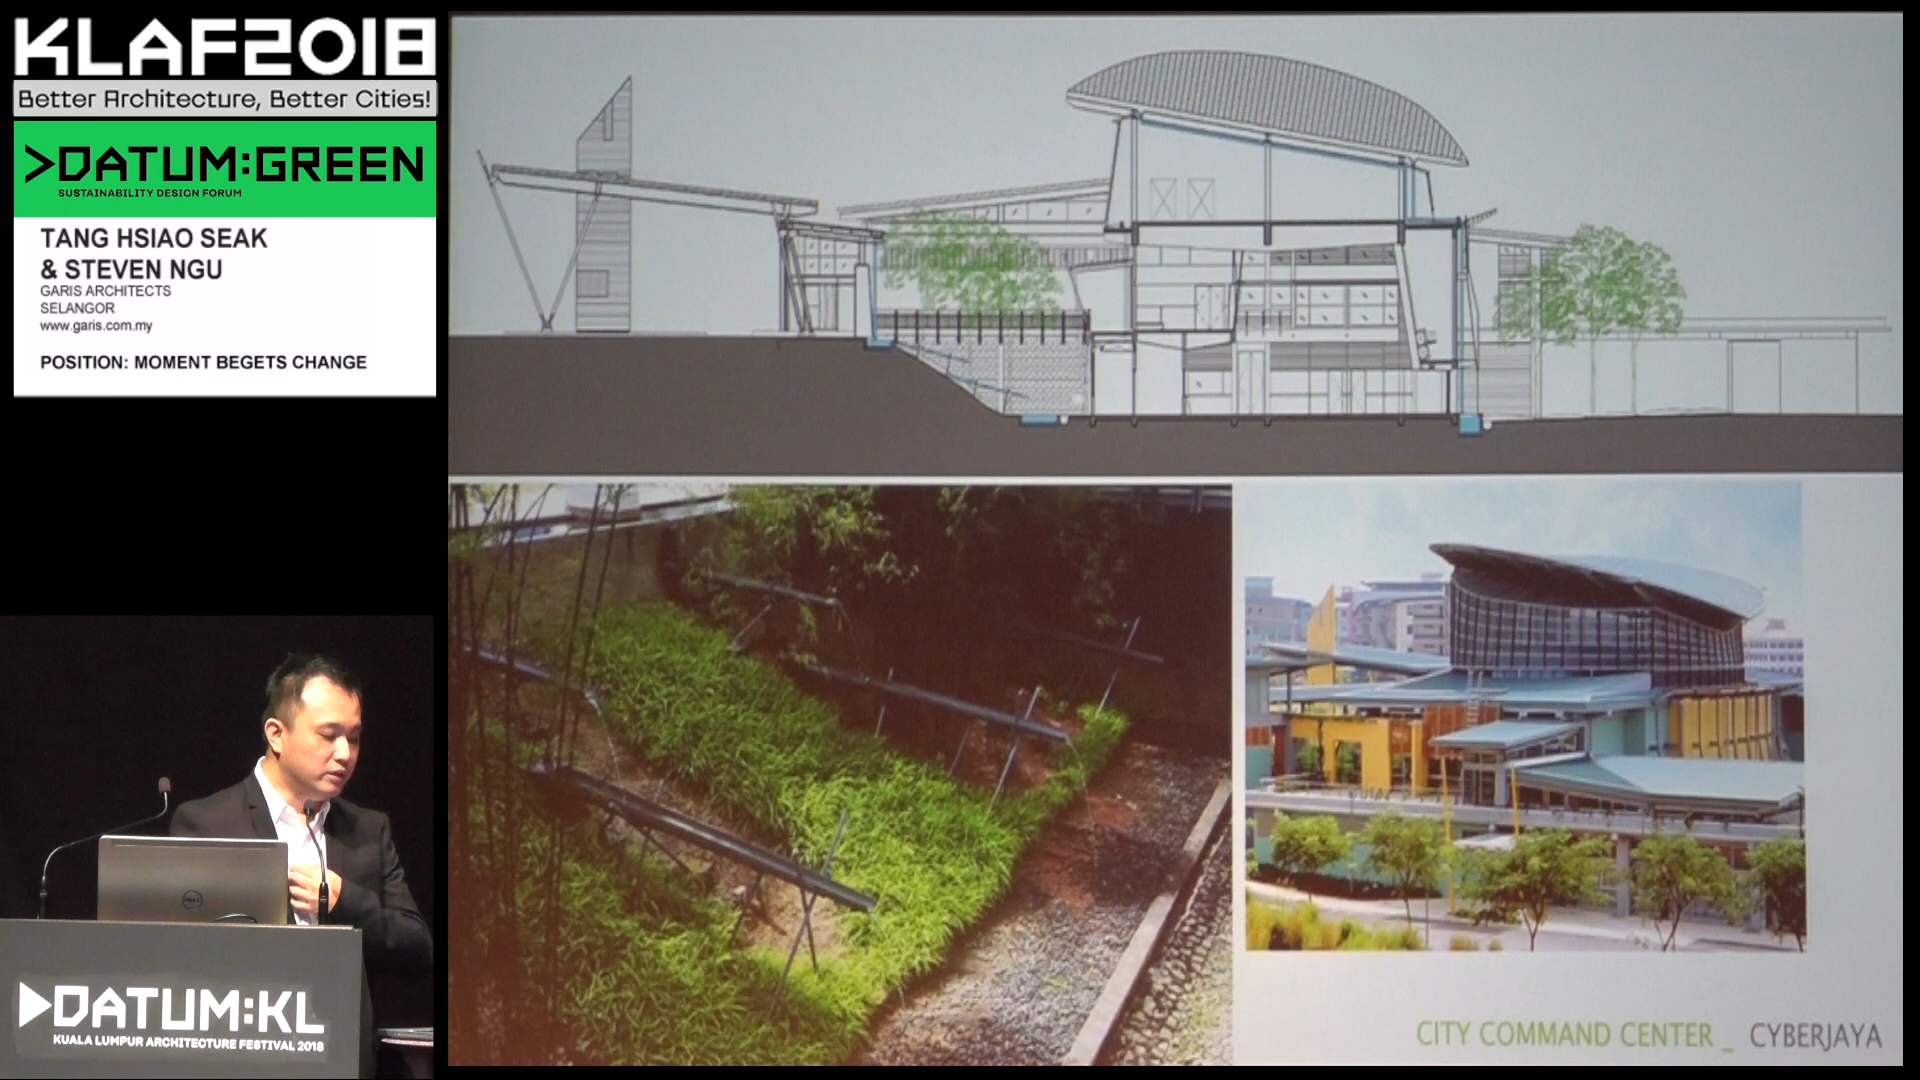 KLAF2018
Better Architecture, Better Cities!
>DATUM:GREEN
SUSTAINABILITY DESIGN FORUM
TANG HSIAO SEAK
& STEVEN NGU
GARIS ARCHITECTS
SELANGOR
www.garis.com.my
POSITION: MOMENT BEGETS CHANGE
DELL
DATUM:KL
KUALA LUMPUR ARCHITECTURE FESTIVAL 2018
CITY COMMAND CENTER _ CYBERJAYA